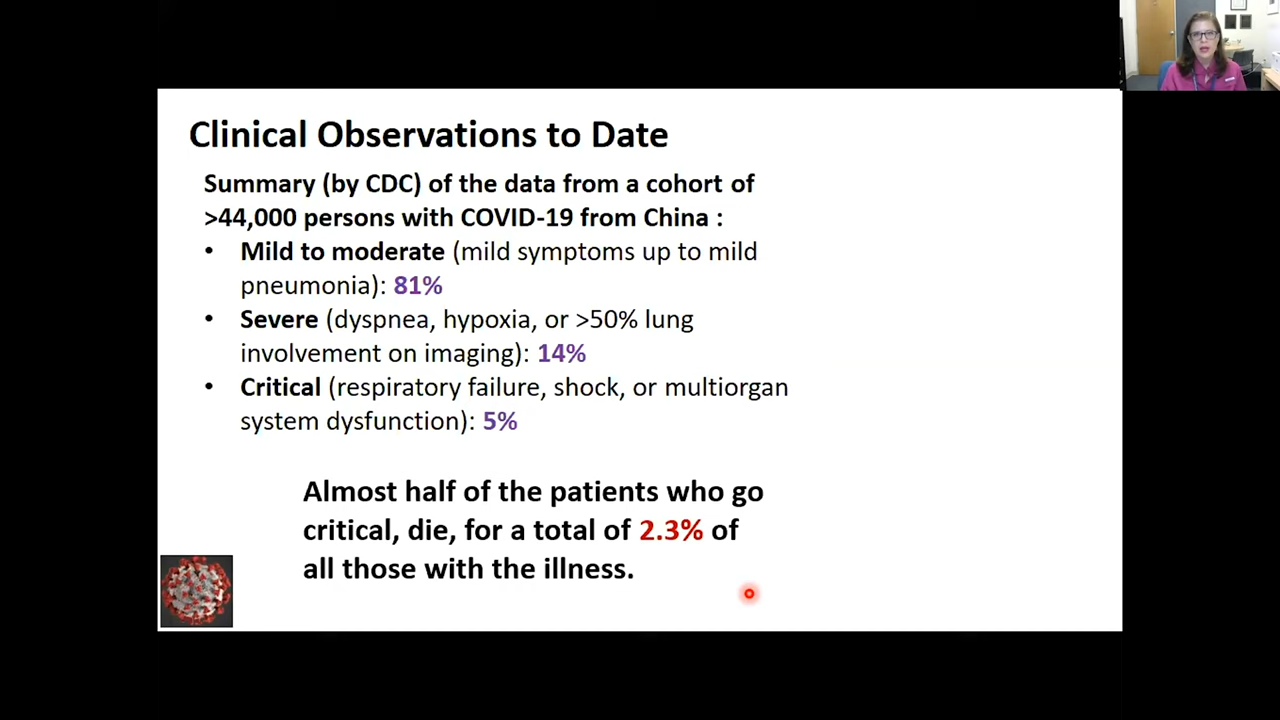 Clinical Observations to Date
Summary (by CDC) of the data from a cohort of
>44,000 persons with COVID-19 from China :
• Mild to moderate (mild symptoms up to mild
pneumonia): 81%
• Severe (dyspnea, hypoxia, or >50% lung
involvement on imaging): 14%
• Critical (respiratory failure, shock, or multiorgan
system dysfunction): 5%
Almost half of the patients who go
critical, die, for a total of 2.3% of
all those with the illness.